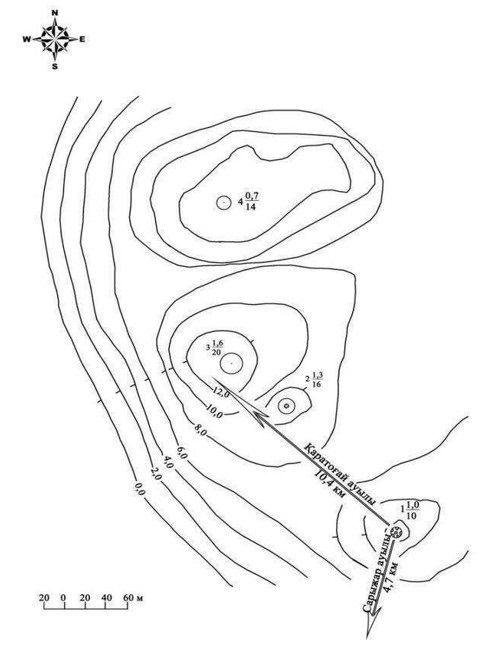 N
W E
S
4 0,7
14
3 1,6
20
2 1,3
16
12,0
10,0
8,0
6,0
4,0
2,0
0,0
Қаратоғай ауылы
10,4 км
1 1,0
10
Сарыжар ауылы
4,7 км
20 0 20 40 60 м